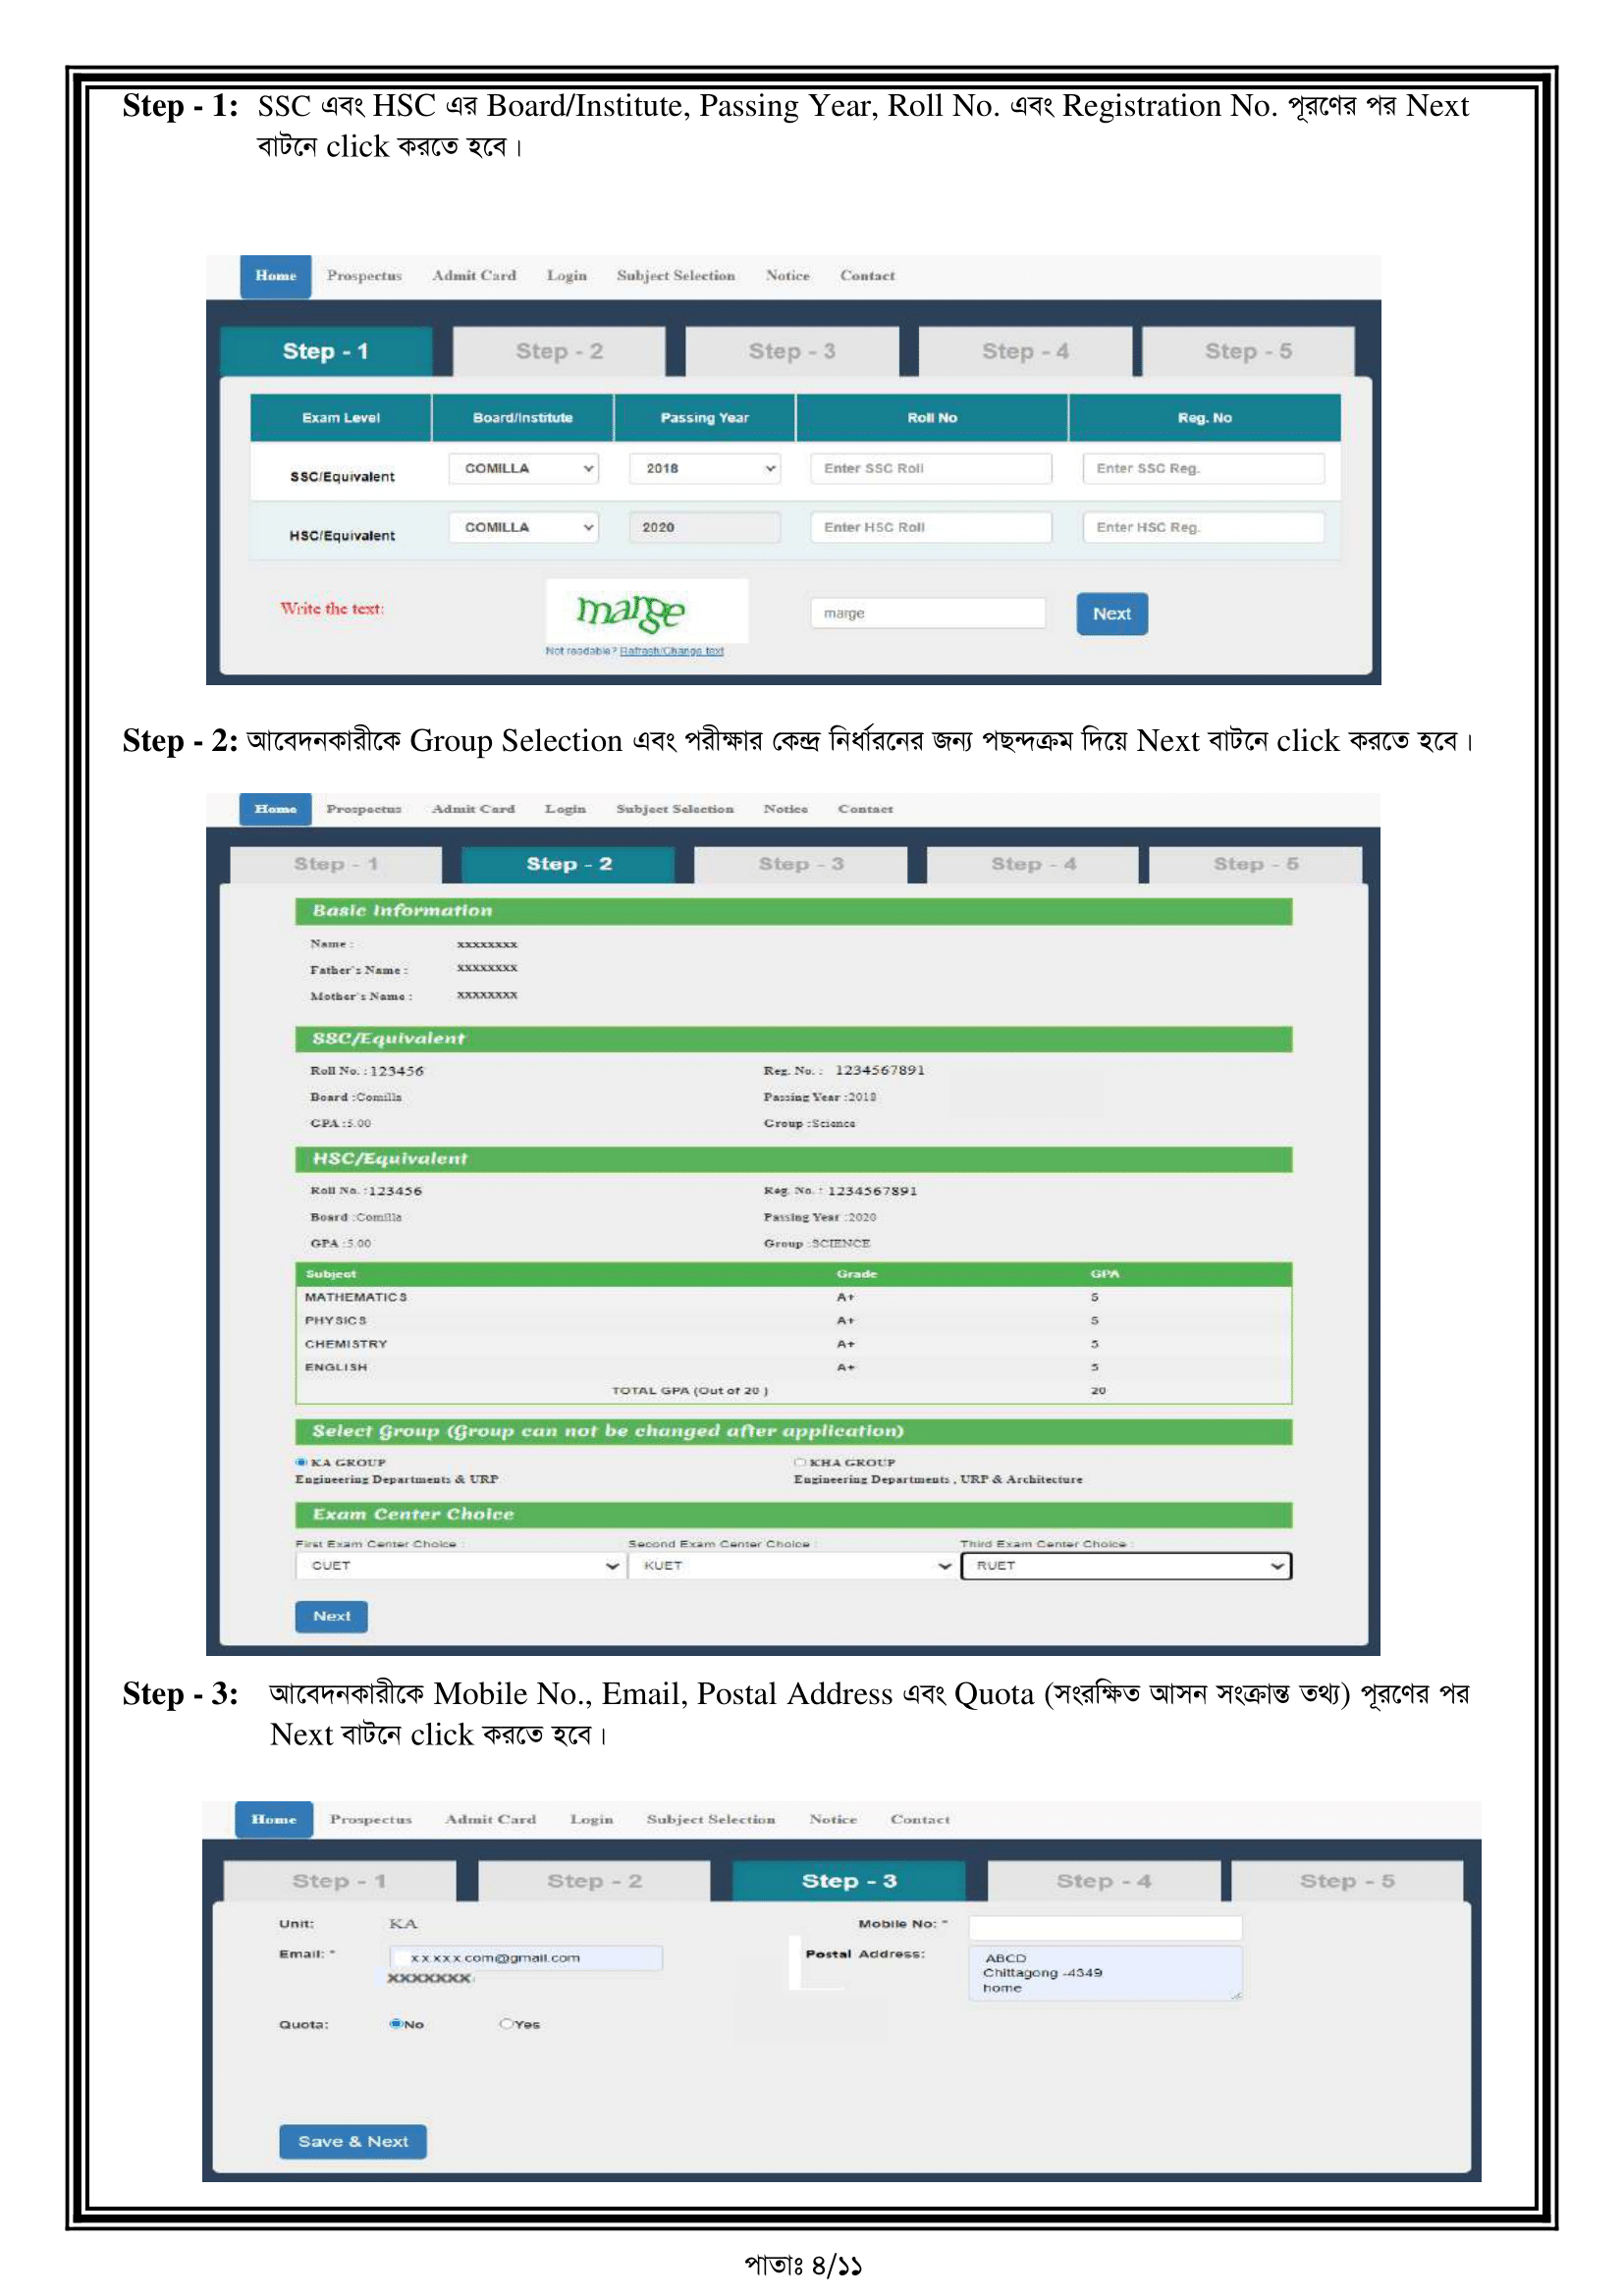 Step - 1: SSC এবং HSC এর Board/Institute, Passing Year, Roll No. এবং Registration No. পূরণের পর Next
বাটনে click করতে হবে।
Home Prospectus Admit Card Login Subject Selection Notice Contact
Step - 1 Step - 2 Step - 3 Step - 4 Step - 5
Exam Level Board/Institute Passing Year Roll No Reg. No
SSC/Equivalent COMILLA 2018 Enter SSC Roll Enter SSC Reg.
HSC/Equivalent COMILLA 2020 Enter HSC Roll Enter HSC Reg.
Write the text: marge marge Next
Not readable? Refresh/Change text
Step - 2: আবেদনকারীকে Group Selection এবং পরীক্ষার কেন্দ্র নির্ধারনের জন্য পছন্দক্রম দিয়ে Next বাটনে click করতে হবে।
Home Prospectus Admit Card Login Subject Selection Notice Contact
Step - 1 Step - 2 Step - 3 Step - 4 Step - 5
Basic Information
Name : xxxxxxxx
Father's Name : xxxxxxxx
Mother's Name : xxxxxxxx
SSC/Equivalent
Roll No. : 123456 Reg. No. : 1234567891
Board :Comilla Passing Year :2018
GPA :5.00 Group :Science
HSC/Equivalent
Roll No. :123456 Reg. No. : 1234567891
Board :Comilla Passing Year :2020
GPA :5.00 Group :SCIENCE
Subject Grade GPA
MATHEMATICS A+ 5
PHYSICS A+ 5
CHEMISTRY A+ 5
ENGLISH A+ 5
TOTAL GPA (Out of 20 ) 20
Select Group (Group can not be changed after application)
KA GROUP KHA GROUP
Engineering Departments & URP Engineering Departments , URP & Architecture
Exam Center Choice
First Exam Center Choice : Second Exam Center Choice : Third Exam Center Choice :
CUET KUET RUET
Next
Step - 3: আবেদনকারীকে Mobile No., Email, Postal Address এবং Quota (সংরক্ষিত আসন সংক্রান্ত তথ্য) পূরণের পর
Next বাটনে click করতে হবে।
Home Prospectus Admit Card Login Subject Selection Notice Contact
Step - 1 Step - 2 Step - 3 Step - 4 Step - 5
Unit: KA Mobile No: *
Email: * xx.xxx.com@gmail.com Postal Address: ABCD
XXXXXXX Chittagong -4349
home
Quota: No Yes
Save & Next
পাতাঃ ৪/১১